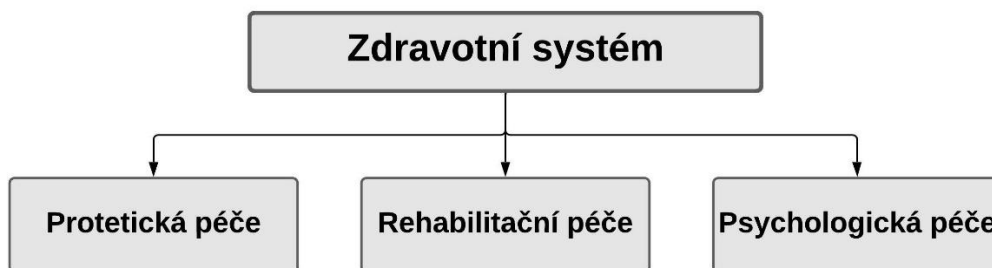 Zdravotní systém
Protetická péče
Rehabilitační péče
Psychologická péče